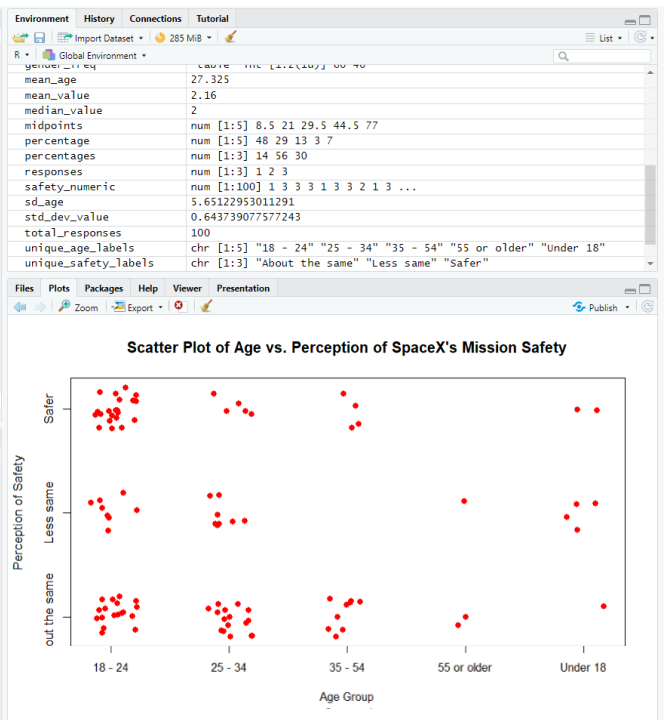 Environment History Connections Tutorial
Import Dataset 285 MiB List
R Global Environment
mean_age 27.325
mean_value 2.16
median_value 2
midpoints num [1:5] 8.5 21 29.5 44.5 77
percentage num [1:5] 48 29 13 3 7
percentages num [1:3] 14 56 30
responses num [1:3] 1 2 3
safety_numeric num [1:100] 1 3 3 3 1 3 3 2 1 3 ...
sd_age 5.65122953011291
std_dev_value 0.643739077577243
total_responses 100
unique_age_labels chr [1:5] "18 - 24" "25 - 34" "35 - 54" "55 or older" "Under 18"
unique_safety_labels chr [1:3] "About the same" "Less same" "Safer"
Files Plots Packages Help Viewer Presentation
Zoom Export Publish
Scatter Plot of Age vs. Perception of SpaceX's Mission Safety
Perception of Safety
Safer
Less same
out the same
18 - 24 25 - 34 35 - 54 55 or older Under 18
Age Group